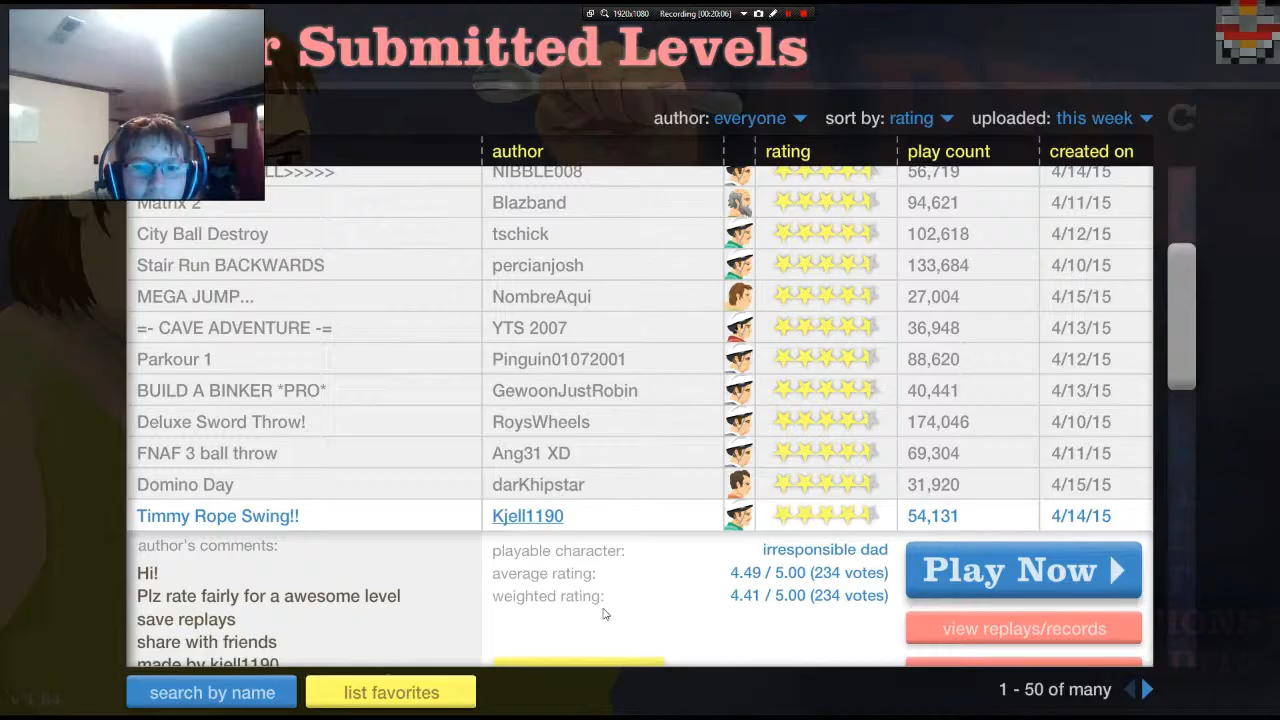 1920x1080 Recording [00:20:06]
r Submitted Levels
author: everyone sort by: rating uploaded: this week
author rating play count created on
LL>>>>> NIBBLE008 56,719 4/14/15
Matrix 2 Blazband 94,621 4/11/15
City Ball Destroy tschick 102,618 4/12/15
Stair Run BACKWARDS percianjosh 133,684 4/10/15
MEGA JUMP... NombreAqui 27,004 4/15/15
=- CAVE ADVENTURE -= YTS 2007 36,948 4/13/15
Parkour 1 Pinguin01072001 88,620 4/12/15
BUILD A BINKER *PRO* GewoonJustRobin 40,441 4/13/15
Deluxe Sword Throw! RoysWheels 174,046 4/10/15
FNAF 3 ball throw Ang31 XD 69,304 4/11/15
Domino Day darKhipstar 31,920 4/15/15
Timmy Rope Swing!! Kjell1190 54,131 4/14/15
author's comments:
Hi!
Plz rate fairly for a awesome level
save replays
share with friends
made by kjell1190
playable character: irresponsible dad
average rating: 4.49 / 5.00 (234 votes)
weighted rating: 4.41 / 5.00 (234 votes)
Play Now
view replays/records
search by name list favorites 1 - 50 of many